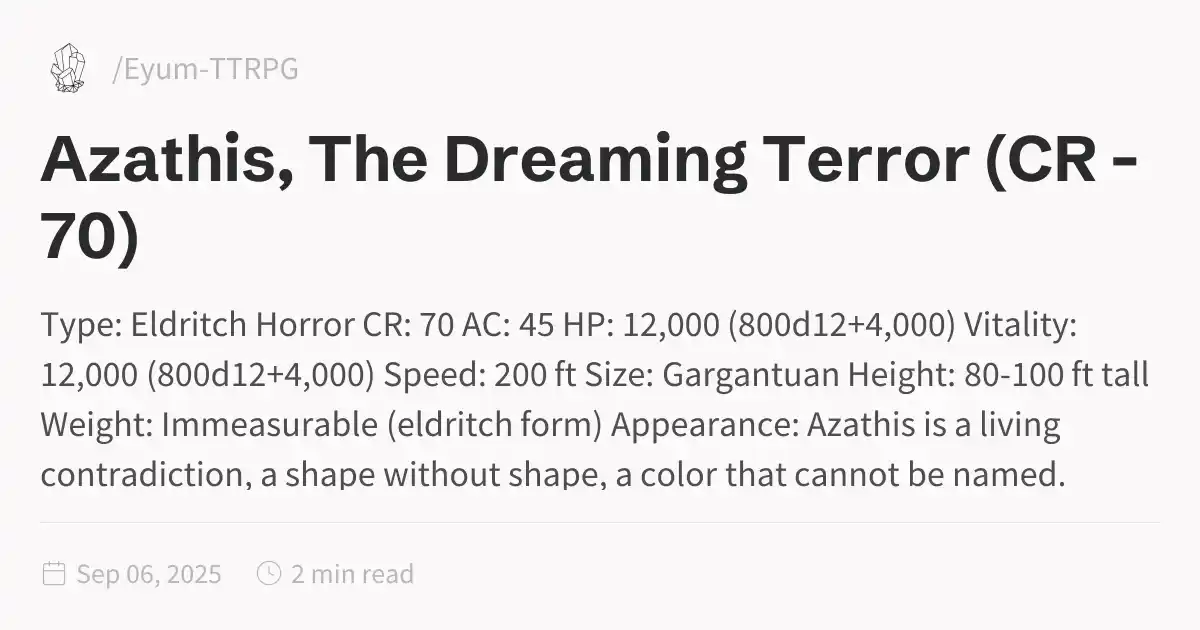 /Eyum-TTRPG
Azathis, The Dreaming Terror (CR -
70)
Type: Eldritch Horror CR: 70 AC: 45 HP: 12,000 (800d12+4,000) Vitality:
12,000 (800d12+4,000) Speed: 200 ft Size: Gargantuan Height: 80-100 ft tall
Weight: Immeasurable (eldritch form) Appearance: Azathis is a living
contradiction, a shape without shape, a color that cannot be named.
Sep 06, 2025
2 min read